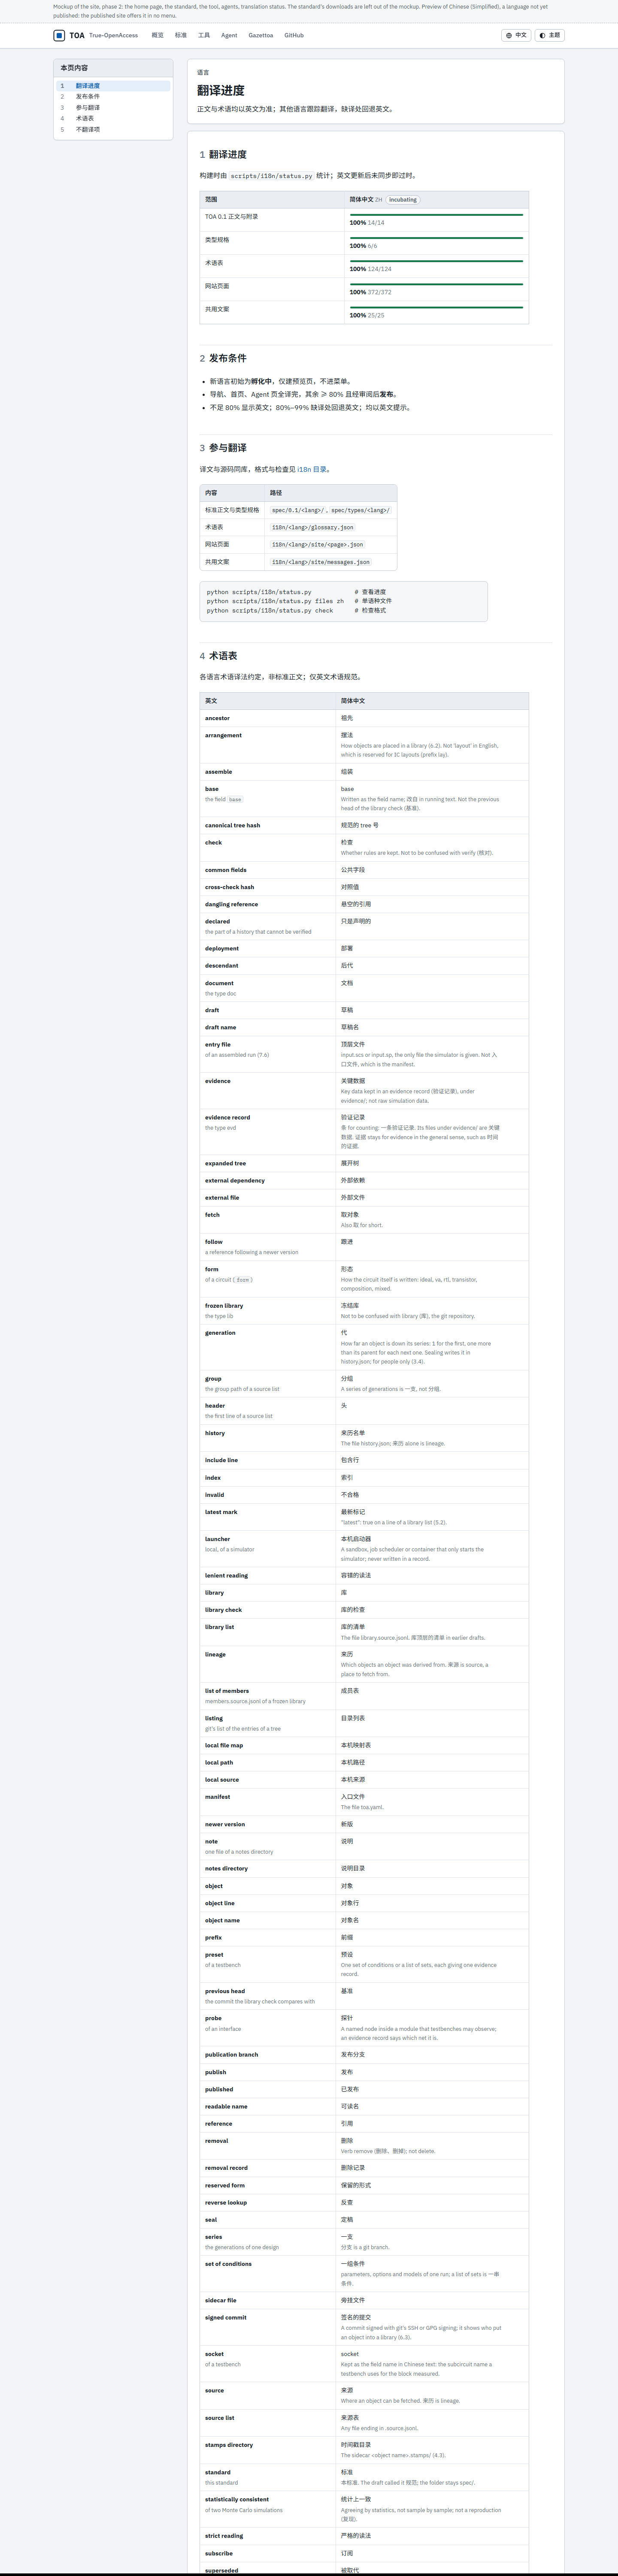 Mockup of the site, phase 2: the home page, the standard, the tool, agents, translation status. The standard's downloads are left out of the mockup. Preview of Chinese (Simplified), a language not yet
published: the published site offers it in no menu.
TOA True-OpenAccess 概览 标准 工具 Agent Gazettoa GitHub 中文 主题
本页内容
1 翻译进度
2 发布条件
3 参与翻译
4 术语表
5 不翻译项
语言
翻译进度
正文与术语均以英文为准；其他语言跟踪翻译，缺译处回退英文。
1 翻译进度
构建时由 scripts/i18n/status.py 统计；英文更新后未同步即过时。
范围 简体中文 ZH incubating
TOA 0.1 正文与附录 100% 14/14
类型规格 100% 6/6
术语表 100% 124/124
网站页面 100% 372/372
共用文案 100% 25/25
2 发布条件
• 新语言初始为孵化中，仅建预览页，不进菜单。
• 导航、首页、Agent 页全译完，其余 ≥ 80% 且经审阅后发布。
• 不足 80% 显示英文；80%–99% 缺译处回退英文；均以英文提示。
3 参与翻译
译文与源码同库，格式与检查见 i18n 目录。
内容 路径
标准正文与类型规格 spec/0.1/<lang>/ , spec/types/<lang>/
术语表 i18n/<lang>/glossary.json
网站页面 i18n/<lang>/site/<page>.json
共用文案 i18n/<lang>/site/messages.json
python scripts/i18n/status.py # 查看进度
python scripts/i18n/status.py files zh # 单语种文件
python scripts/i18n/status.py check # 检查格式
4 术语表
各语言术语译法约定，非标准正文；仅英文术语规范。
英文 简体中文
ancestor 祖先
arrangement 摆法
How objects are placed in a library (6.2). Not 'layout' in English,
which is reserved for IC layouts (prefix lay).
assemble 组装
base base
the field base Written as the field name; 改自 in running text. Not the previous
head of the library check (基准).
canonical tree hash 规范的 tree 号
check 检查
Whether rules are kept. Not to be confused with verify (核对).
common fields 公共字段
cross-check hash 对照值
dangling reference 悬空的引用
declared 只是声明的
the part of a history that cannot be verified
deployment 部署
descendant 后代
document 文档
the type doc
draft 草稿
draft name 草稿名
entry file 顶层文件
of an assembled run (7.6) input.scs or input.sp, the only file the simulator is given. Not 入
口文件, which is the manifest.
evidence 关键数据
Key data kept in an evidence record (验证记录), under
evidence/; not raw simulation data.
evidence record 验证记录
the type evd 条 for counting: 一条验证记录. Its files under evidence/ are 关键
数据. 证据 stays for evidence in the general sense, such as 时间
的证据.
expanded tree 展开树
external dependency 外部依赖
external file 外部文件
fetch 取对象
Also 取 for short.
follow 跟进
a reference following a newer version
form 形态
of a circuit ( form ) How the circuit itself is written: ideal, va, rtl, transistor,
composition, mixed.
frozen library 冻结库
the type lib Not to be confused with library (库), the git repository.
generation 代
How far an object is down its series: 1 for the first, one more
than its parent for each next one. Sealing writes it in
history.json; for people only (3.4).
group 分组
the group path of a source list A series of generations is 一支, not 分组.
header 头
the first line of a source list
history 来历名单
The file history.json; 来历 alone is lineage.
include line 包含行
index 索引
invalid 不合格
latest mark 最新标记
"latest": true on a line of a library list (5.2).
launcher 本机启动器
local, of a simulator A sandbox, job scheduler or container that only starts the
simulator; never written in a record.
lenient reading 容错的读法
library 库
library check 库的检查
library list 库的清单
The file library.source.jsonl. 库顶层的清单 in earlier drafts.
lineage 来历
Which objects an object was derived from. 来源 is source, a
place to fetch from.
list of members 成员表
members.source.jsonl of a frozen library
listing 目录列表
git's list of the entries of a tree
local file map 本机映射表
local path 本机路径
local source 本机来源
manifest 入口文件
The file toa.yaml.
newer version 新版
note 说明
one file of a notes directory
notes directory 说明目录
object 对象
object line 对象行
object name 对象名
prefix 前缀
preset 预设
of a testbench One set of conditions or a list of sets, each giving one evidence
record.
previous head 基准
the commit the library check compares with
probe 探针
of an interface A named node inside a module that testbenches may observe;
an evidence record says which net it is.
publication branch 发布分支
publish 发布
published 已发布
readable name 可读名
reference 引用
removal 删除
Verb remove (删除、删掉); not delete.
removal record 删除记录
reserved form 保留的形式
reverse lookup 反查
seal 定稿
series 一支
the generations of one design 分支 is a git branch.
set of conditions 一组条件
parameters, options and models of one run; a list of sets is 一串
条件.
sidecar file 旁挂文件
signed commit 签名的提交
A commit signed with git's SSH or GPG signing; it shows who put
an object into a library (6.3).
socket socket
of a testbench Kept as the field name in Chinese text: the subcircuit name a
testbench uses for the block measured.
source 来源
Where an object can be fetched. 来历 is lineage.
source list 来源表
Any file ending in .source.jsonl.
stamps directory 时间戳目录
The sidecar <object name>.stamps/ (4.3).
standard 标准
this standard 本标准. The draft called it 规范; the folder stays spec/.
statistically consistent 统计上一致
of two Monte Carlo simulations Agreeing by statistics, not sample by sample; not a reproduction
(复现).
strict reading 严格的读法
subscribe 订阅
superseded 被取代